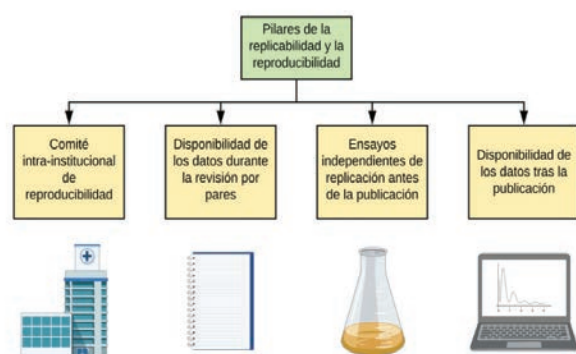 Pilares de la
replicabilidad y la
reproducibilidad
Comité
intra-institucional
de
reproducibilidad
Disponibilidad de
los datos durante
la revisión por
pares
Ensayos
independientes de
replicación antes
de la publicación
Disponibilidad de
los datos tras la
publicación